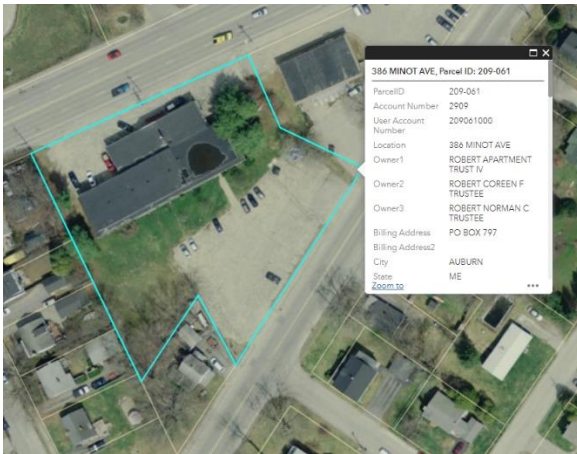 386 MINOT AVE, Parcel ID: 209-061
ParcelID 209-061
Account Number 2909
User Account 209061000
Number
Location 386 MINOT AVE
Owner1 ROBERT APARTMENT
TRUST IV
Owner2 ROBERT COREEN F
TRUSTEE
Owner3 ROBERT NORMAN C
TRUSTEE
Billing Address PO BOX 797
Billing Address2
City AUBURN
State ME
Zoom to